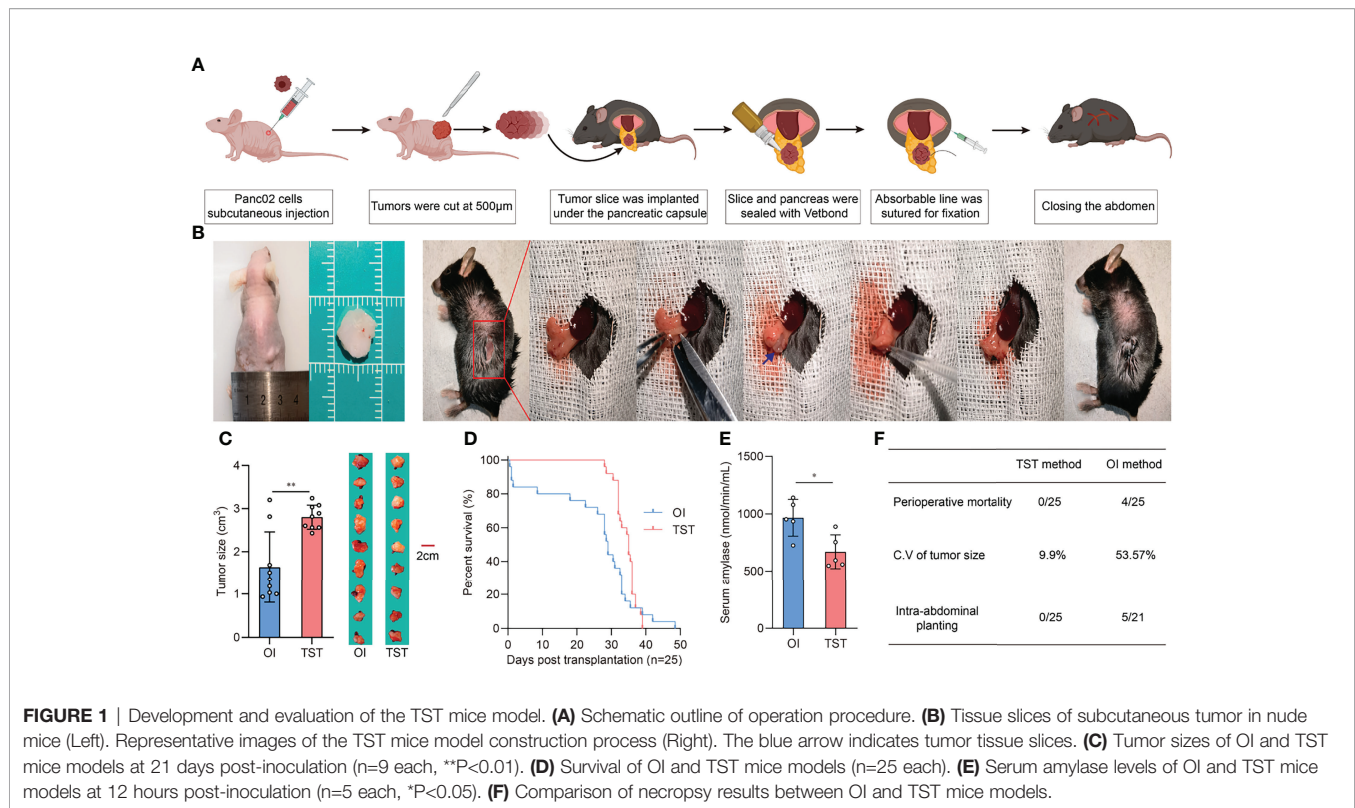 A
Panc02 cells
subcutaneous injection
Tumors were cut at 500μm
Tumor slice was implanted
under the pancreatic capsule
Slice and pancreas were
sealed with Vetbond
Absorbable line was
sutured for fixation
Closing the abdomen
B
1 2 3 4
C
Tumor size (cm³)
4
3
2
1
0
**
OI
TST
OI
TST
2cm
D
Percent survival (%)
100
80
60
40
20
0
OI
TST
0 10 20 30 40 50
Days post transplantation (n=25)
E
Serum amylase (nmol/min/mL)
1500
1000
500
0
*
OI
TST
F
TST method OI method
Perioperative mortality 0/25 4/25
C.V of tumor size 9.9% 53.57%
Intra-abdominal
planting 0/25 5/21
FIGURE 1 | Development and evaluation of the TST mice model. (A) Schematic outline of operation procedure. (B) Tissue slices of subcutaneous tumor in nude
mice (Left). Representative images of the TST mice model construction process (Right). The blue arrow indicates tumor tissue slices. (C) Tumor sizes of OI and TST
mice models at 21 days post-inoculation (n=9 each, **P<0.01). (D) Survival of OI and TST mice models (n=25 each). (E) Serum amylase levels of OI and TST mice
models at 12 hours post-inoculation (n=5 each, *P<0.05). (F) Comparison of necropsy results between OI and TST mice models.